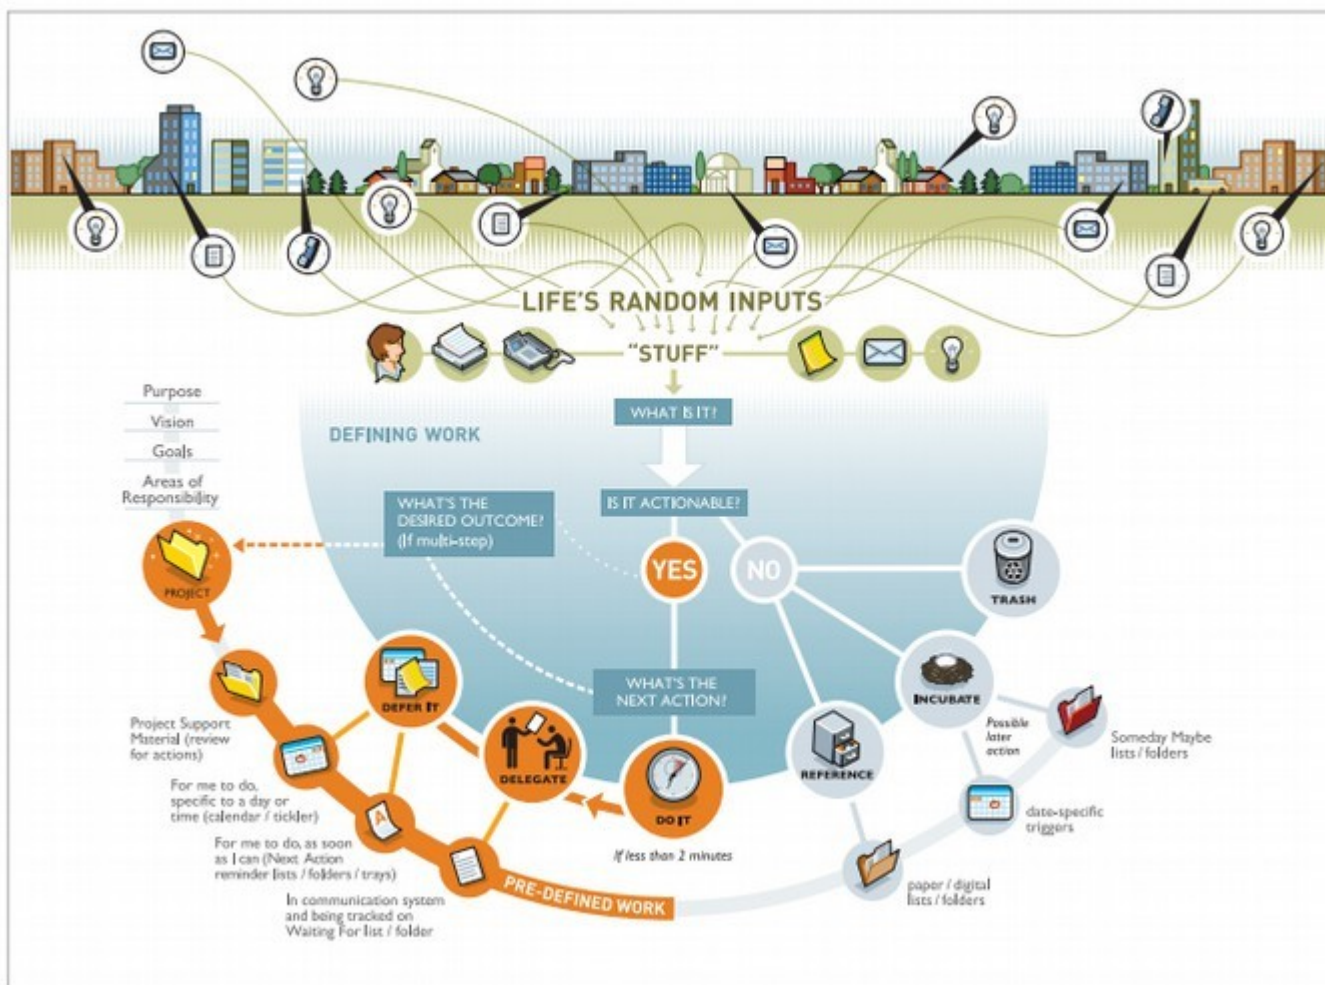 LIFE'S RANDOM INPUTS
"STUFF"
Purpose
Vision
Goals
Areas of
Responsibility
DEFINING WORK
WHAT IS IT?
IS IT ACTIONABLE?
WHAT'S THE
DESIRED OUTCOME?
(If multi-step)
YES
NO
TRASH
PROJECT
WHAT'S THE
NEXT ACTION?
DEFER IT
DELEGATE
DO IT
If less than 2 minutes
REFERENCE
INCUBATE
Possible
later
action
Someday Maybe
lists / folders
date-specific
triggers
paper / digital
lists / folders
Project Support
Material (review
for actions)
For me to do,
specific to a day or
time (calendar / tickler)
For me to do, as soon
as I can (Next Action
reminder lists / folders / trays)
A
In communication system
and being tracked on
Waiting For list / folder
PRE-DEFINED WORK